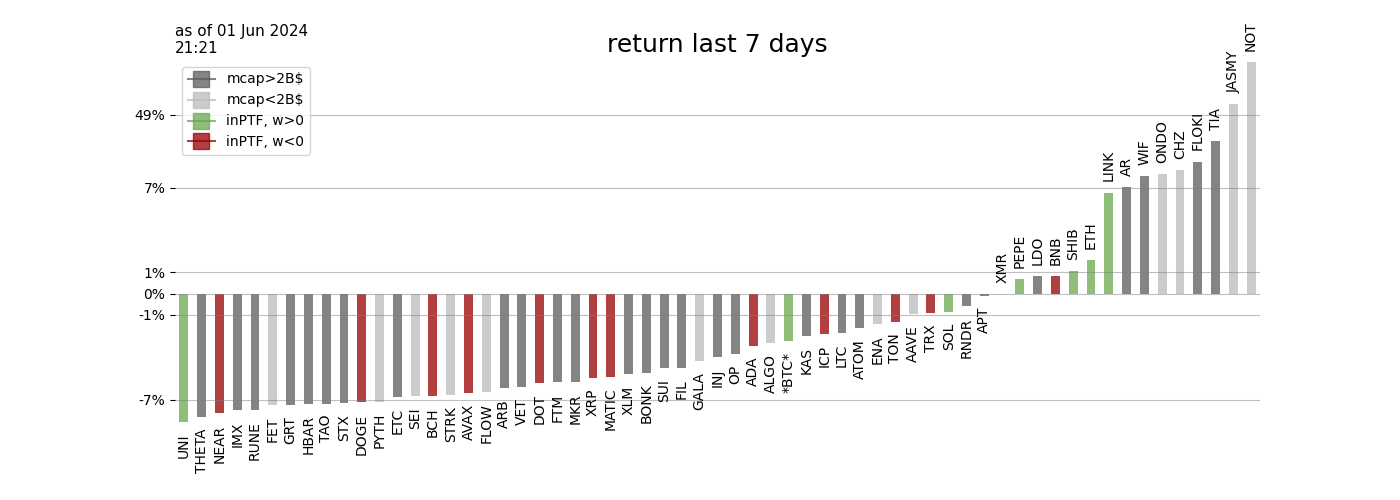 as of 01 Jun 2024
21:21
return last 7 days
mcap>2B$
mcap<2B$
inPTF, w>0
inPTF, w<0
49%
7%
1%
0%
-1%
-7%
UNI
THETA
NEAR
IMX
RUNE
FET
GRT
HBAR
TAO
STX
DOGE
PYTH
ETC
SEI
BCH
STRK
AVAX
FLOW
ARB
VET
DOT
FTM
MKR
XRP
MATIC
XLM
BONK
SUI
FIL
GALA
INJ
OP
ADA
ALGO
*BTC*
KAS
ICP
LTC
ATOM
ENA
TON
AAVE
TRX
SOL
RNDR
APT
XMR
PEPE
LDO
BNB
SHIB
ETH
LINK
AR
WIF
ONDO
CHZ
FLOKI
TIA
JASMY
NOT